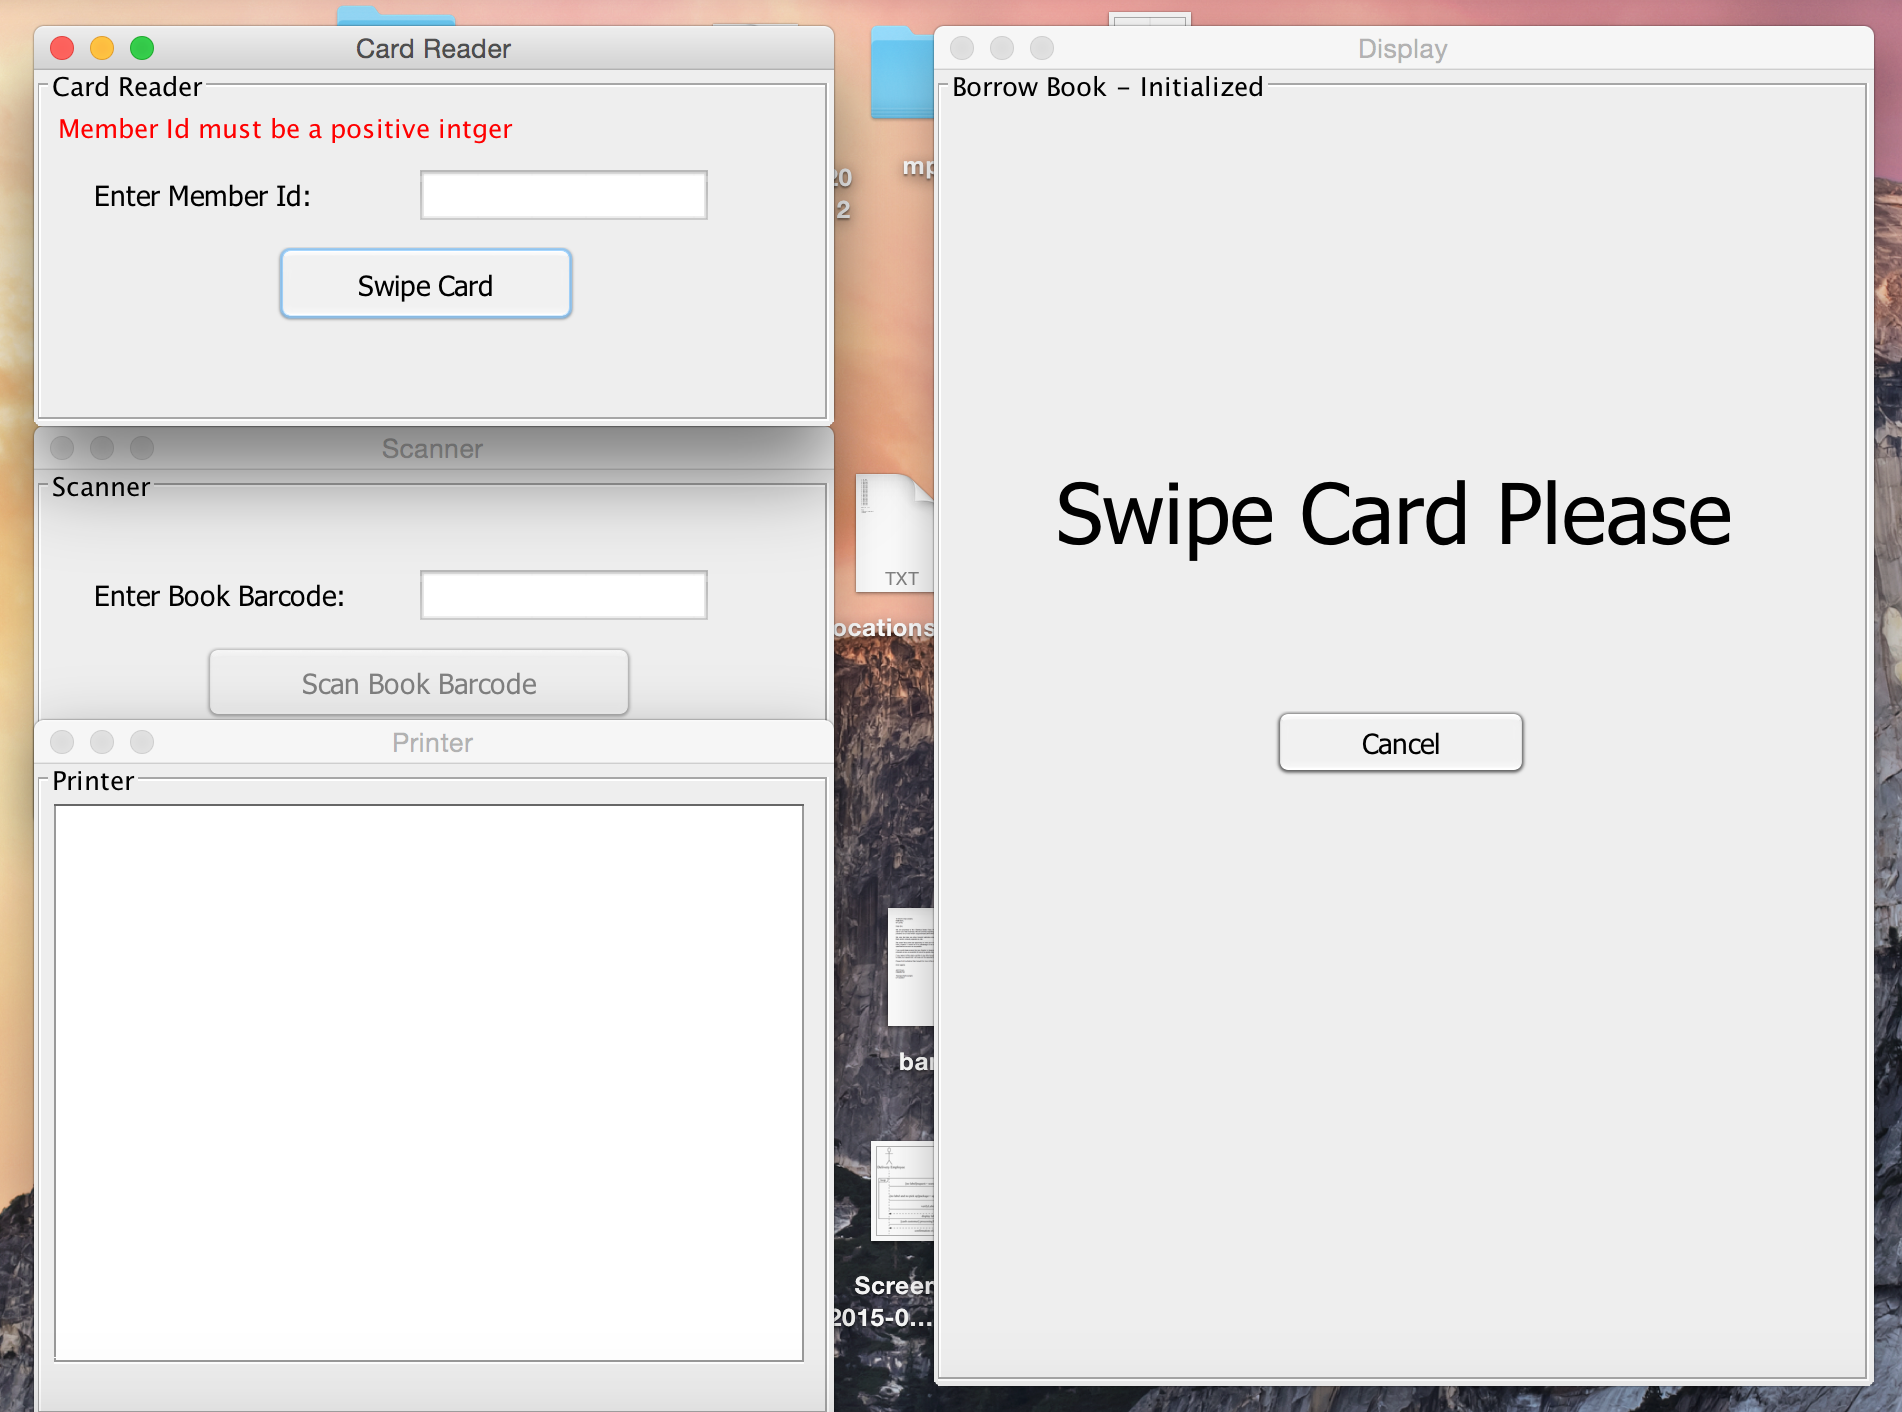 Card Reader
Card Reader
Member Id must be a positive intger
Enter Member Id:
Swipe Card
Scanner
Scanner
Enter Book Barcode:
Scan Book Barcode
Printer
Printer
20
2
mp
TXT
ocations
bar
Screen
2015-0...
Display
Borrow Book - Initialized
Swipe Card Please
Cancel